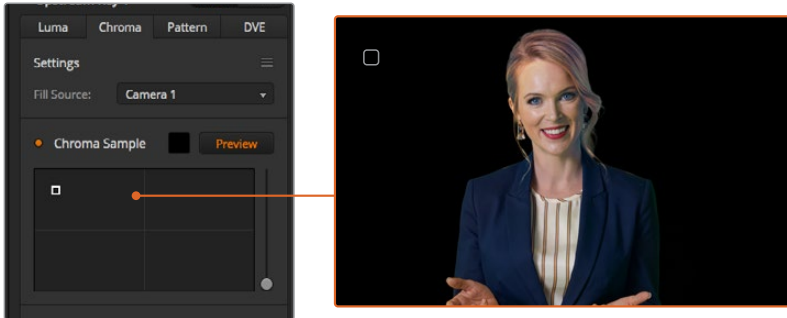 Luma Chroma Pattern DVE
Settings
Fill Source: Camera 1
Chroma Sample Preview